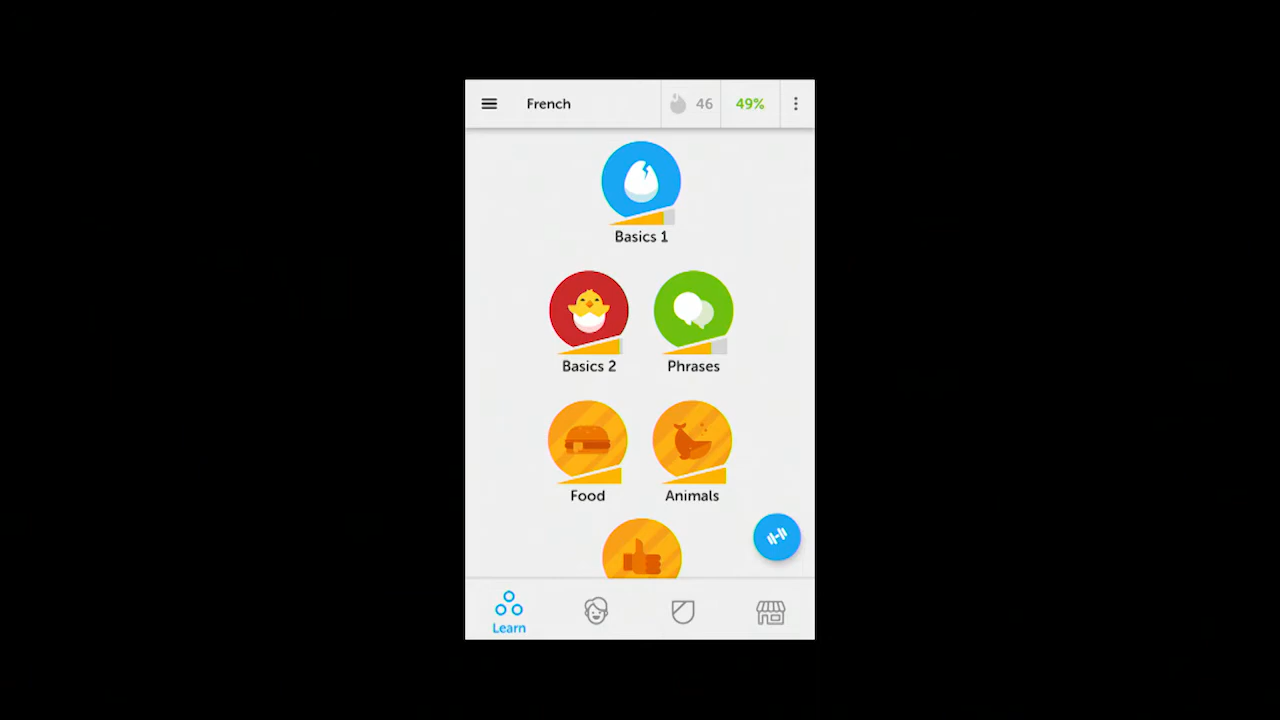 French 46 49%
Basics 1
Basics 2 Phrases
Food Animals
Learn